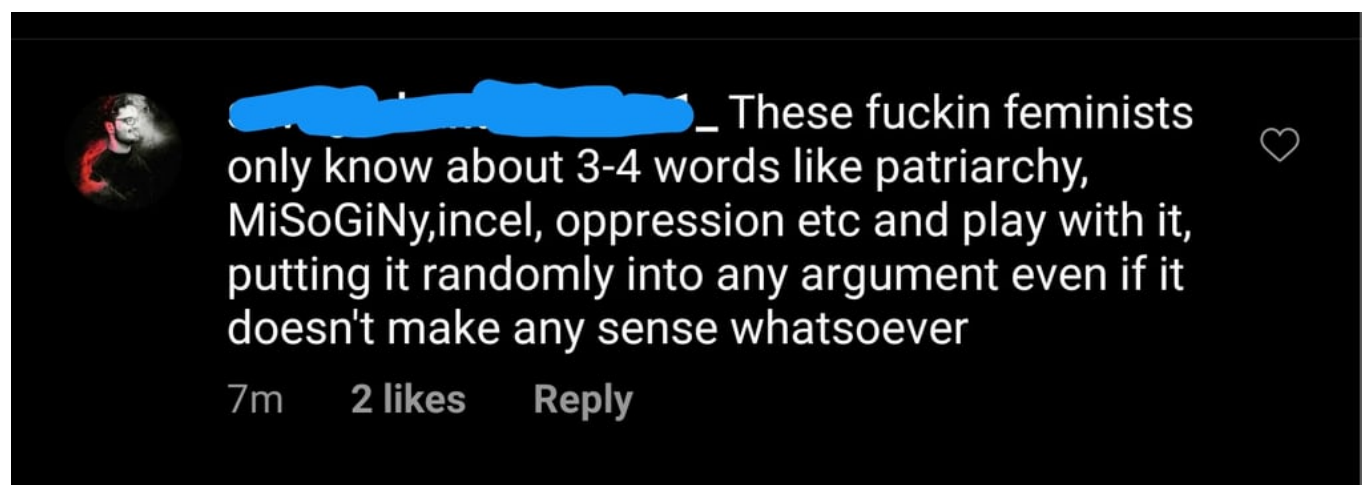 _ These fuckin feminists
only know about 3-4 words like patriarchy,
MiSoGiNy,incel, oppression etc and play with it,
putting it randomly into any argument even if it
doesn't make any sense whatsoever
7m 2 likes Reply